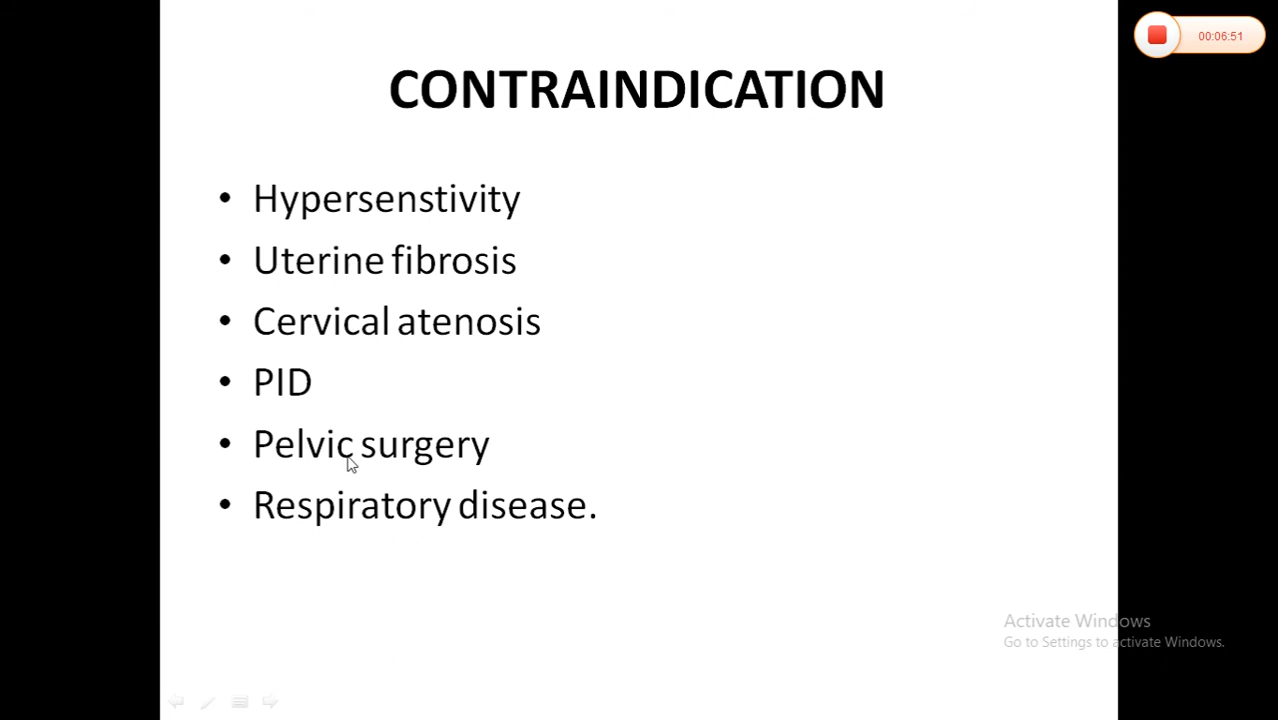 00:06:51
CONTRAINDICATION
• Hypersenstivity
• Uterine fibrosis
• Cervical atenosis
• PID
• Pelvic surgery
• Respiratory disease.
Activate Windows
Go to Settings to activate Windows.